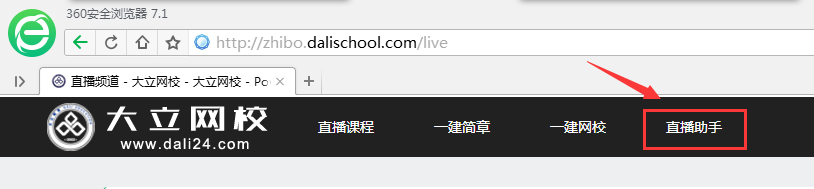 360安全浏览器 7.1
http://zhibo.dalischool.com/live
直播频道 - 大立网校 - 大立网校 - Po
大立网校
www.dali24.com
直播课程 一建简章 一建网校 直播助手